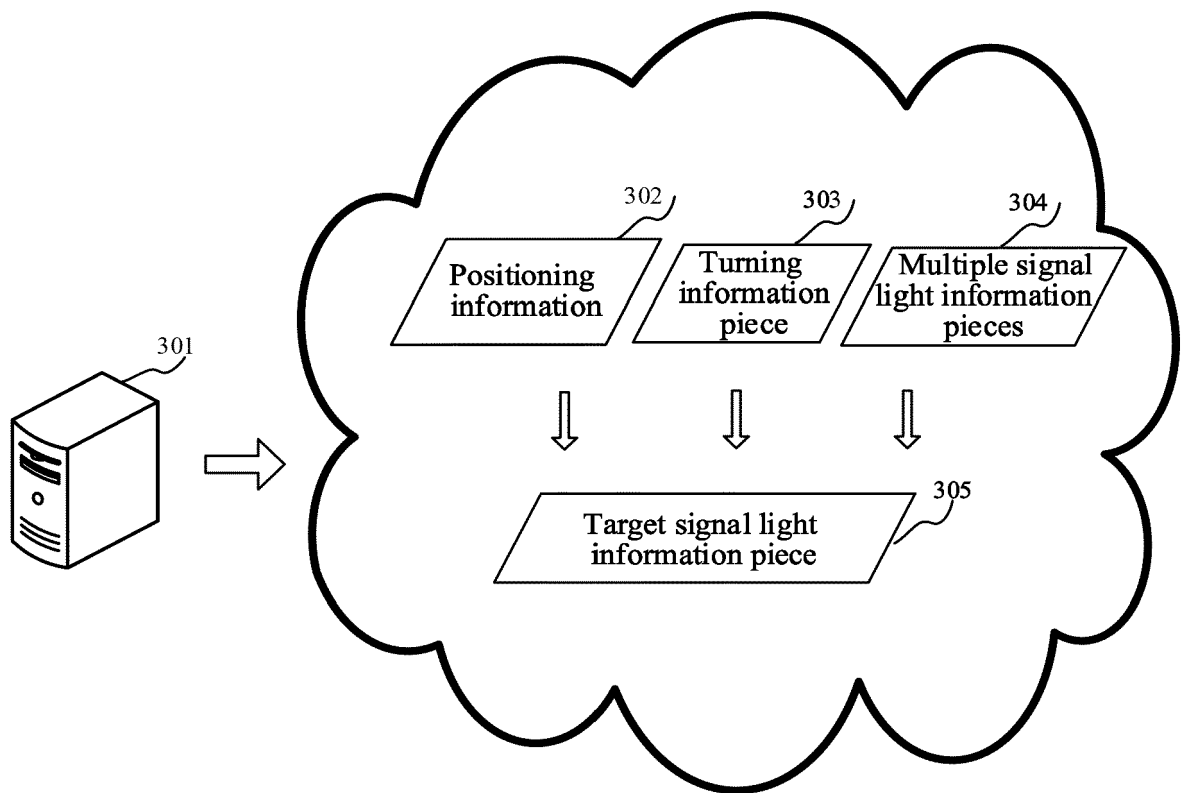 302
303
304
Positioning
information
Turning
information
piece
Multiple signal
light information
pieces
301
305
Target signal light
information piece